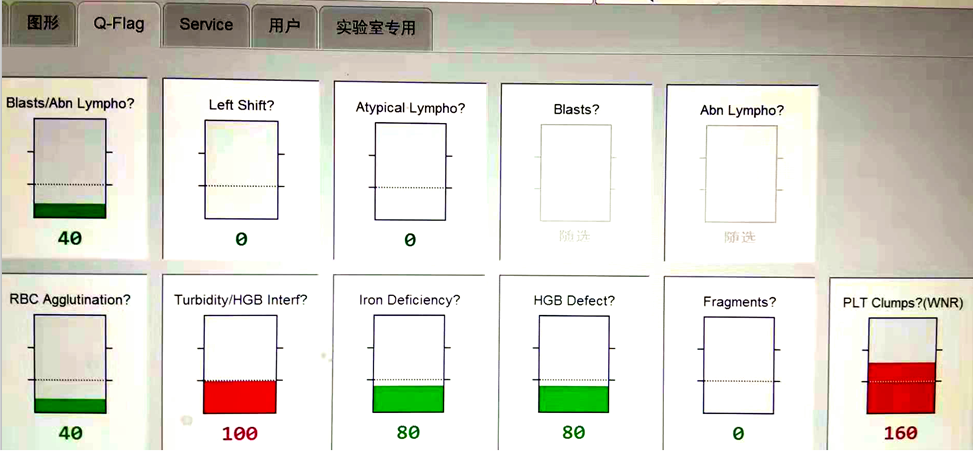 图形 Q-Flag Service 用户 实验室专用
Blasts/Abn Lympho? Left Shift? Atypical Lympho? Blasts? Abn Lympho?
随选 随选
40 0 0
RBC Agglutination? Turbidity/HGB Interf? Iron Deficiency? HGB Defect? Fragments? PLT Clumps?(WNR)
40 100 80 80 0 160